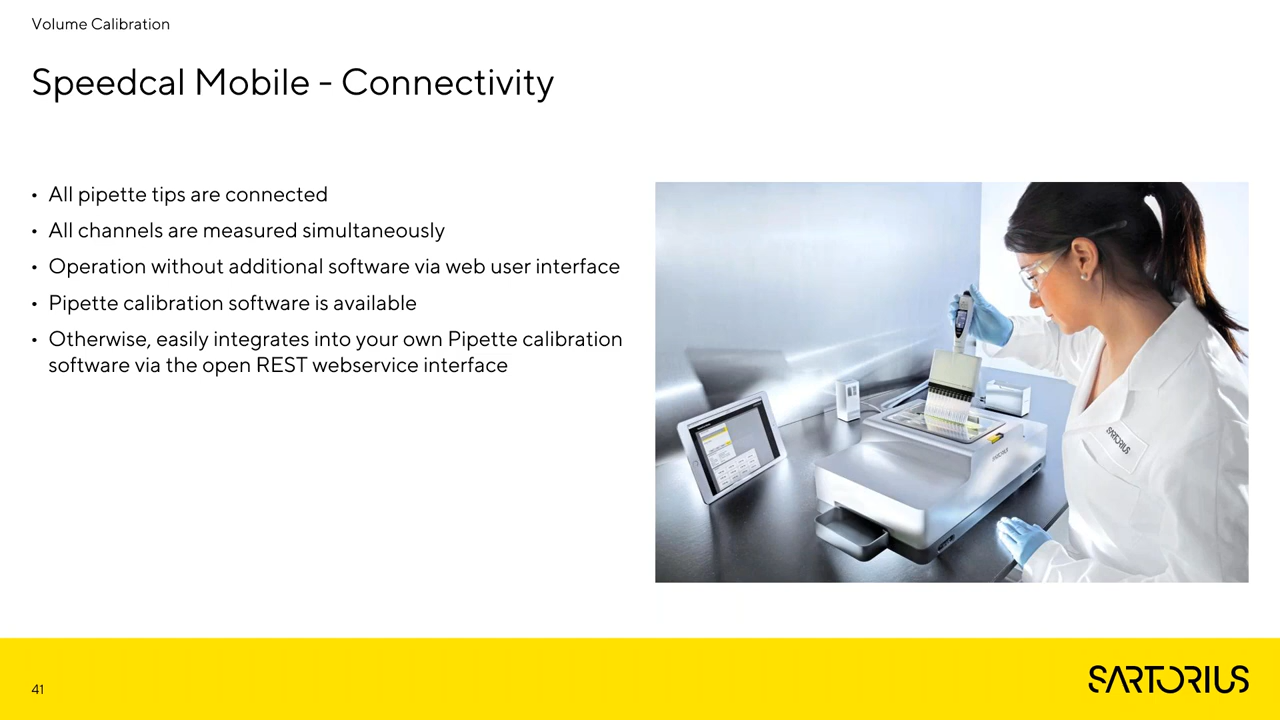 Volume Calibration
Speedcal Mobile - Connectivity
• All pipette tips are connected
• All channels are measured simultaneously
• Operation without additional software via web user interface
• Pipette calibration software is available
• Otherwise, easily integrates into your own Pipette calibration
software via the open REST webservice interface
SARTORIUS
SARTORIUS
41
SARTORIUS